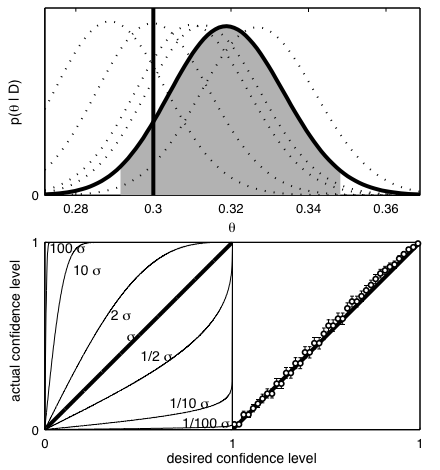 p(θ | D)
0
0.28 0.3 0.32 0.34 0.36
θ
actual confidence level
1
100 σ
10 σ
2 σ
σ
1/2 σ
1/10 σ
1/100 σ
0
0 1 1
desired confidence level